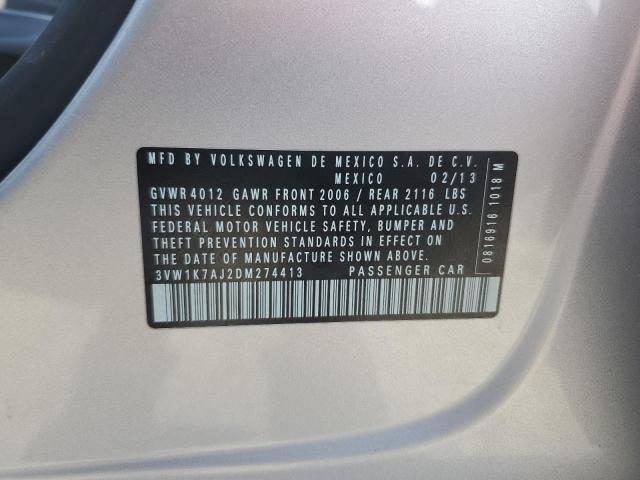 MFD BY VOLKSWAGEN DE MEXICO S.A. DE C.V.
MEXICO 02/13
GVWR 4012 GAWR FRONT 2006 / REAR 2116 LBS
THIS VEHICLE CONFORMS TO ALL APPLICABLE U.S.
FEDERAL MOTOR VEHICLE SAFETY, BUMPER AND
THEFT PREVENTION STANDARDS IN EFFECT ON
THE DATE OF MANUFACTURE SHOWN ABOVE.
3VW1K7AJ2DM274413 PASSENGER CAR
0816916 1018 M